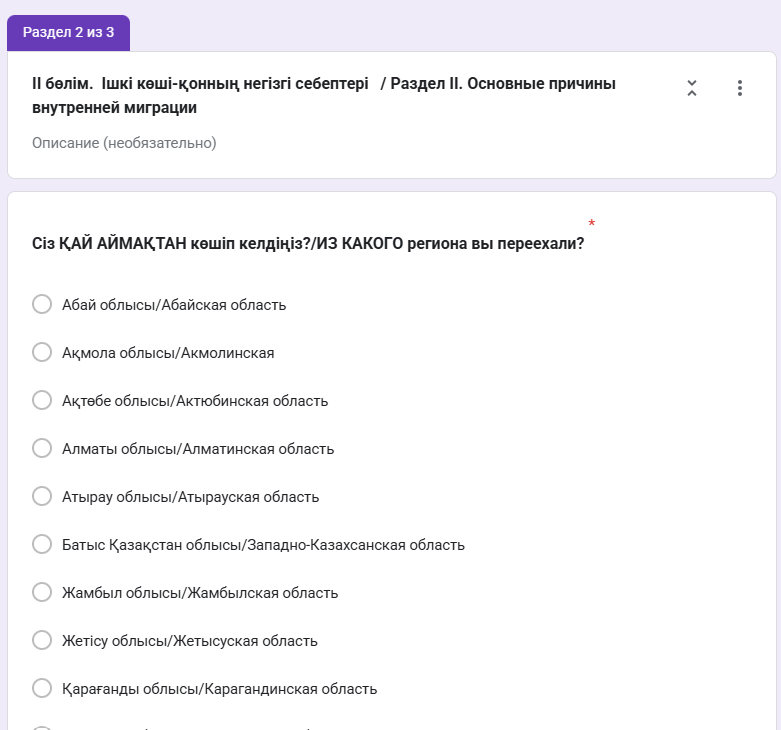 Раздел 2 из 3
II бөлім. Ішкі көші-қонның негізгі себептері / Раздел II. Основные причины
внутренней миграции
Описание (необязательно)
*
Сіз ҚАЙ АЙМАҚТАН көшіп келдіңіз?/ИЗ КАКОГО региона вы переехали?
Абай облысы/Абайская область
Ақмола облысы/Акмолинская
Ақтөбе облысы/Актюбинская область
Алматы облысы/Алматинская область
Атырау облысы/Атырауская область
Батыс Қазақстан облысы/Западно-Казахсанская область
Жамбыл облысы/Жамбылская область
Жетісу облысы/Жетысуская область
Қарағанды облысы/Карагандинская область